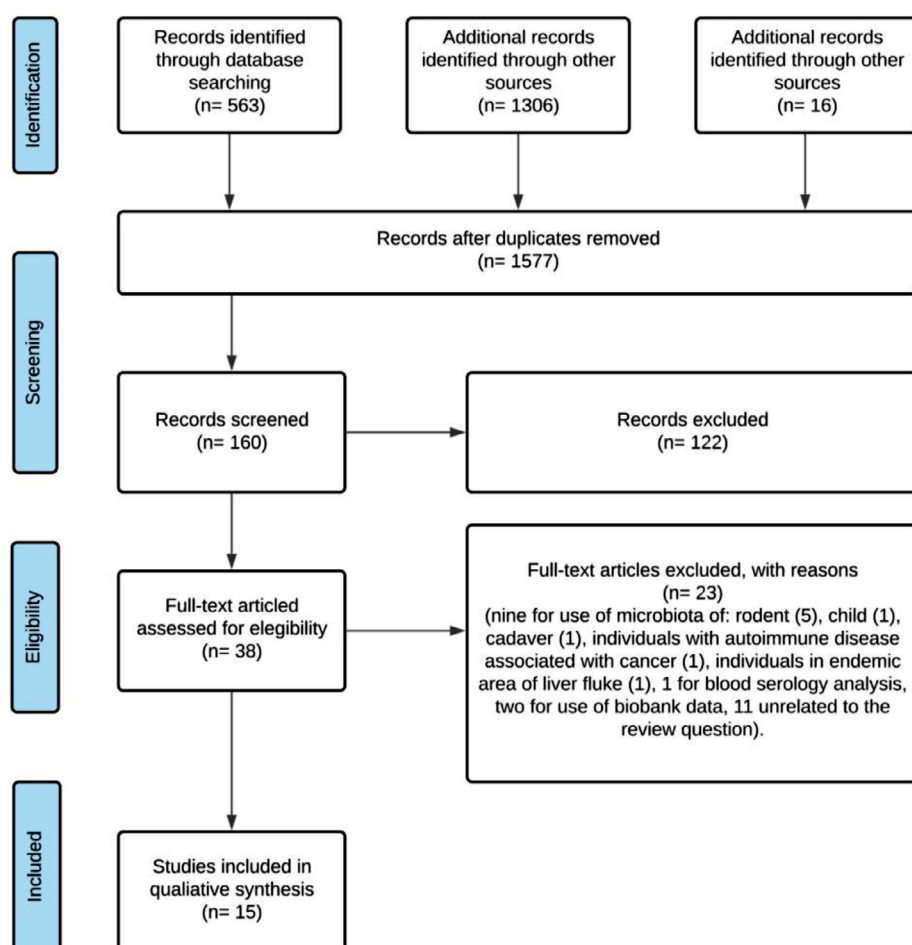 Identification
Records identified
through database
searching
(n= 563)
Additional records
identified through other
sources
(n= 1306)
Additional records
identified through other
sources
(n= 16)
Screening
Records after duplicates removed
(n= 1577)
Records screened
(n= 160)
Records excluded
(n= 122)
Eligibility
Full-text articled
assessed for elegibility
(n= 38)
Full-text articles excluded, with reasons
(n= 23)
(nine for use of microbiota of: rodent (5), child (1),
cadaver (1), individuals with autoimmune disease
associated with cancer (1), individuals in endemic
area of liver fluke (1), 1 for blood serology analysis,
two for use of biobank data, 11 unrelated to the
review question).
Included
Studies included in
qualiative synthesis
(n= 15)